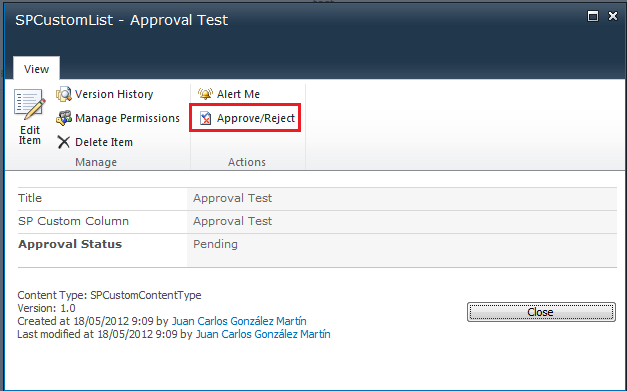 SPCustomList - Approval Test
View
Edit
Item
Version History
Manage Permissions
Delete Item
Manage
Alert Me
Approve/Reject
Actions
Title Approval Test
SP Custom Column Approval Test
Approval Status Pending
Content Type: SPCustomContentType
Version: 1.0
Created at 18/05/2012 9:09 by Juan Carlos González Martín
Last modified at 18/05/2012 9:09 by Juan Carlos González Martín
Close